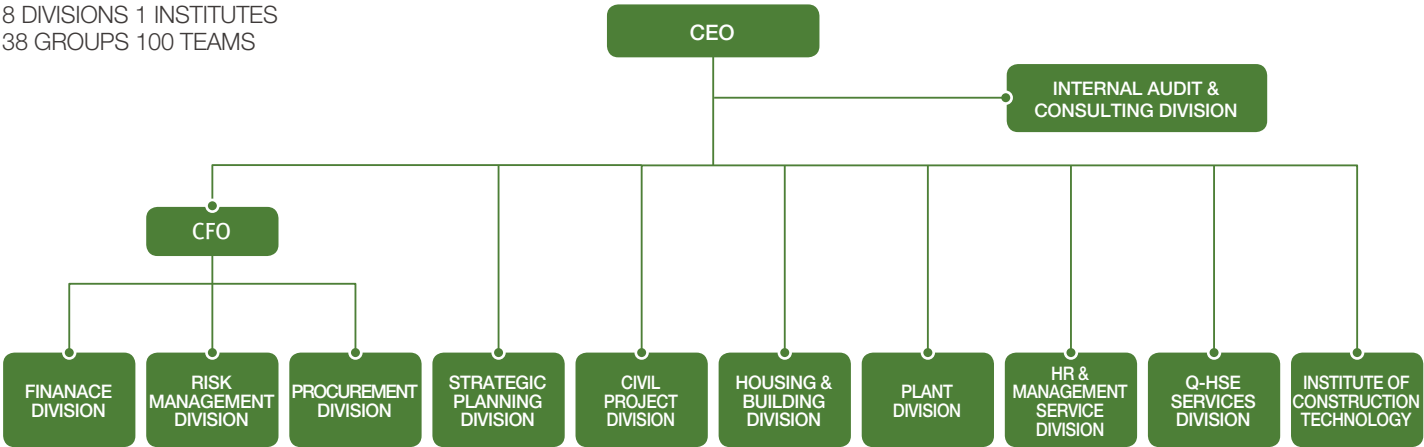 8 DIVISIONS 1 INSTITUTES
38 GROUPS 100 TEAMS
CEO
INTERNAL AUDIT &
CONSULTING DIVISION
CFO
FINANACE
DIVISION
RISK
MANAGEMENT
DIVISION
PROCUREMENT
DIVISION
STRATEGIC
PLANNING
DIVISION
CIVIL
PROJECT
DIVISION
HOUSING &
BUILDING
DIVISION
PLANT
DIVISION
HR &
MANAGEMENT
SERVICE
DIVISION
Q-HSE
SERVICES
DIVISION
INSTITUTE OF
CONSTRUCTION
TECHNOLOGY